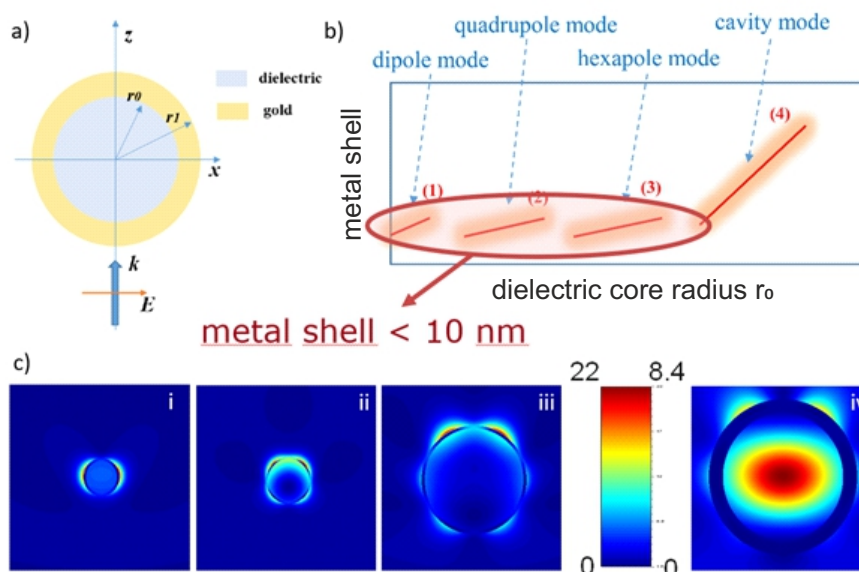 a)
z
r0
r1
x
k
E
dielectric
gold
b)
quadrupole mode
cavity mode
dipole mode
hexapole mode
(1)
(2)
(3)
(4)
metal shell
dielectric core radius r₀
metal shell < 10 nm
c)
i
ii
iii
22
8.4
0
0
iv